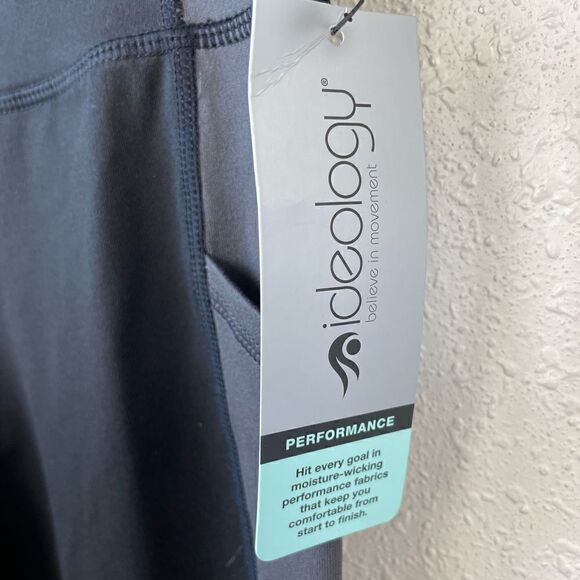 ideology®
believe in movement
PERFORMANCE
Hit every goal in
moisture-wicking
performance fabrics
that keep you
comfortable from
start to finish.